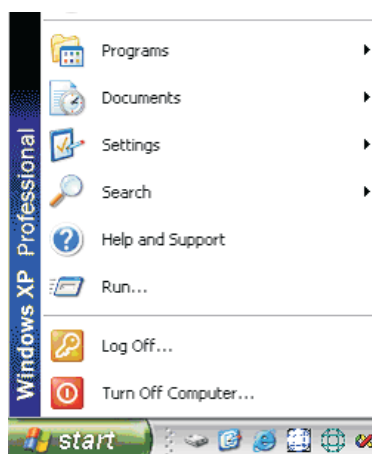 Programs
Documents
Settings
Search
Help and Support
Run...
Log Off...
Turn Off Computer...
Windows XP Professional
start